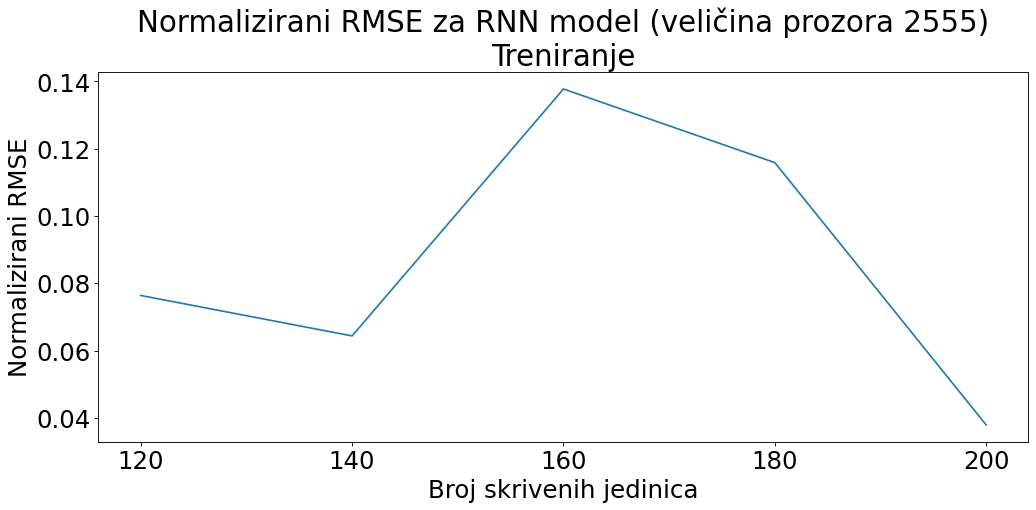 Normalizirani RMSE za RNN model (veličina prozora 2555)
Treniranje
Normalizirani RMSE
0.14
0.12
0.10
0.08
0.06
0.04
120 140 160 180 200
Broj skrivenih jedinica